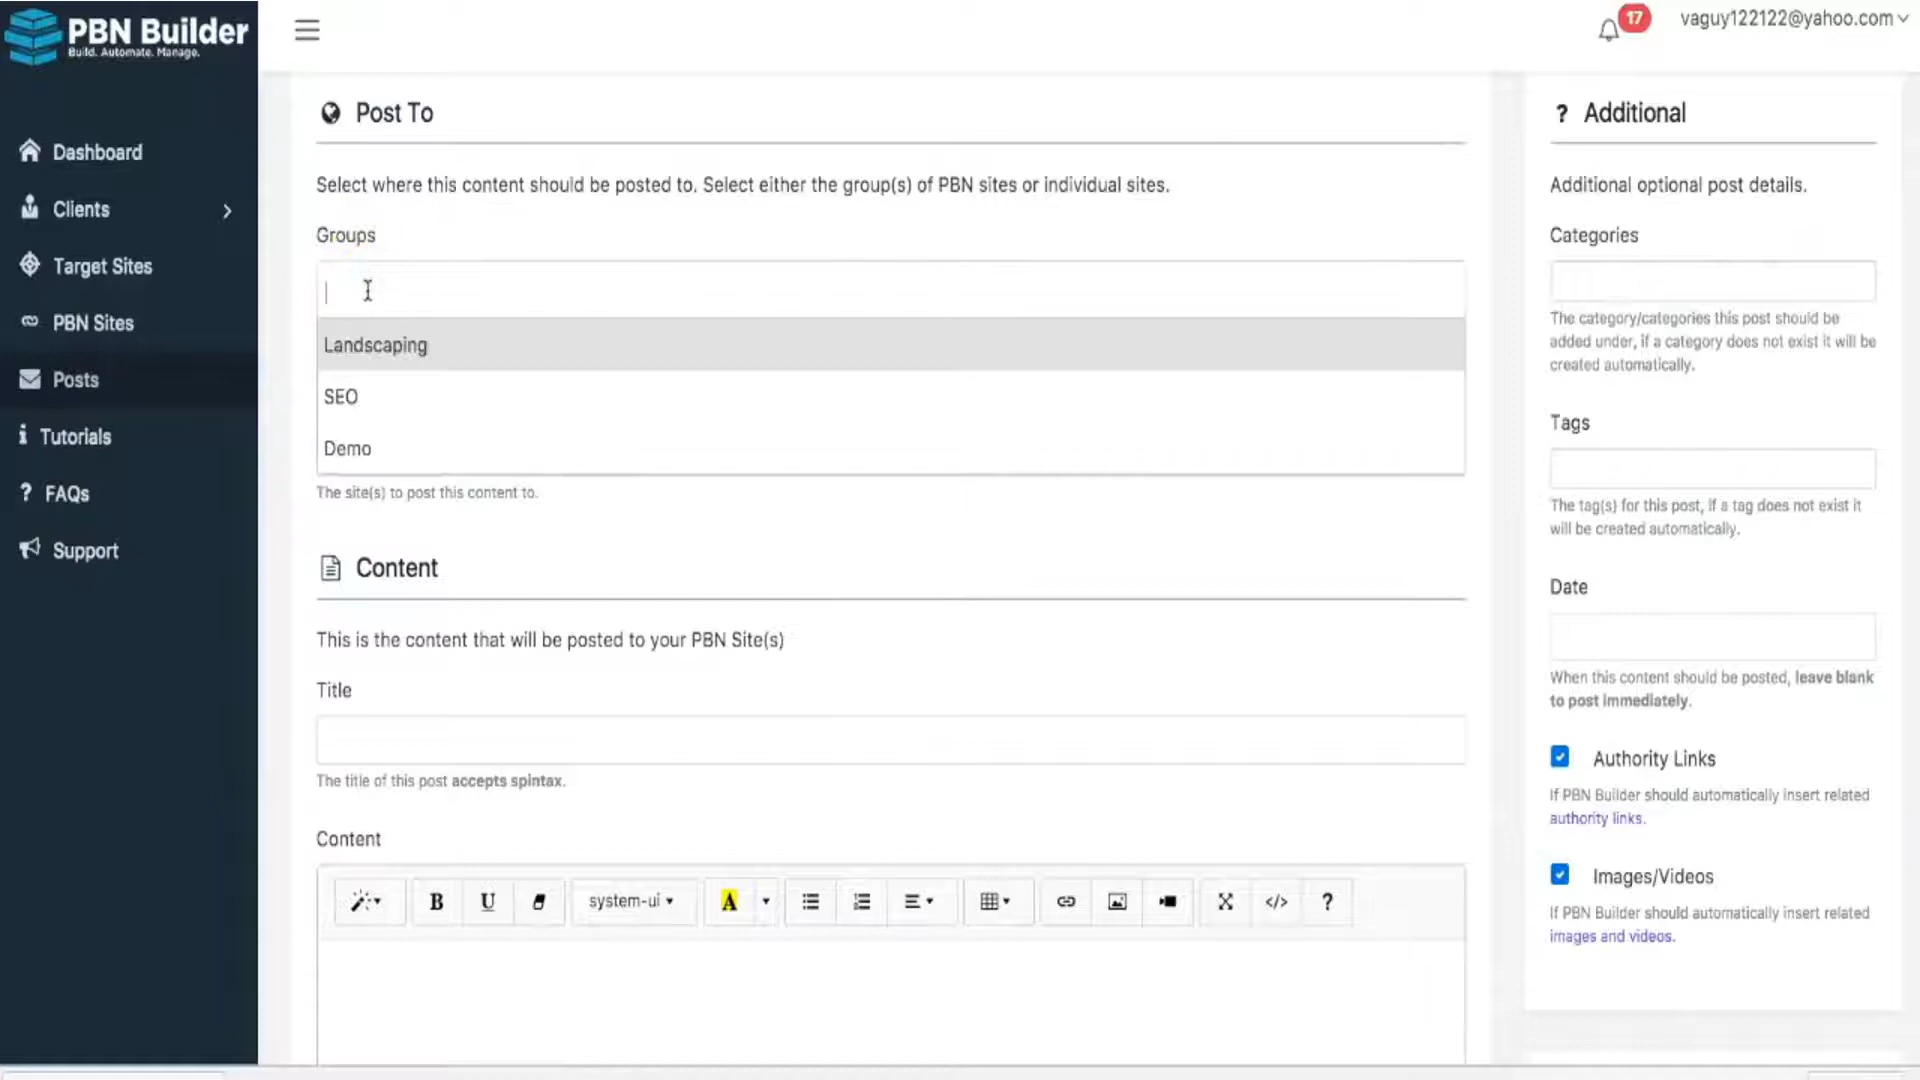 PBN Builder
Build. Automate. Manage.
17
vaguy122122@yahoo.com
Dashboard
Clients
Target Sites
PBN Sites
Posts
Tutorials
? FAQs
Support
Post To
Select where this content should be posted to. Select either the group(s) of PBN sites or individual sites.
Groups
Landscaping
SEO
Demo
The site(s) to post this content to.
Content
This is the content that will be posted to your PBN Site(s)
Title
The title of this post accepts spintax.
Content
B U system-ui A </> ?
? Additional
Additional optional post details.
Categories
The category/categories this post should be
added under, if a category does not exist it will be
created automatically.
Tags
The tag(s) for this post, if a tag does not exist it
will be created automatically.
Date
When this content should be posted, leave blank
to post immediately.
Authority Links
If PBN Builder should automatically insert related
authority links.
Images/Videos
If PBN Builder should automatically insert related
images and videos.